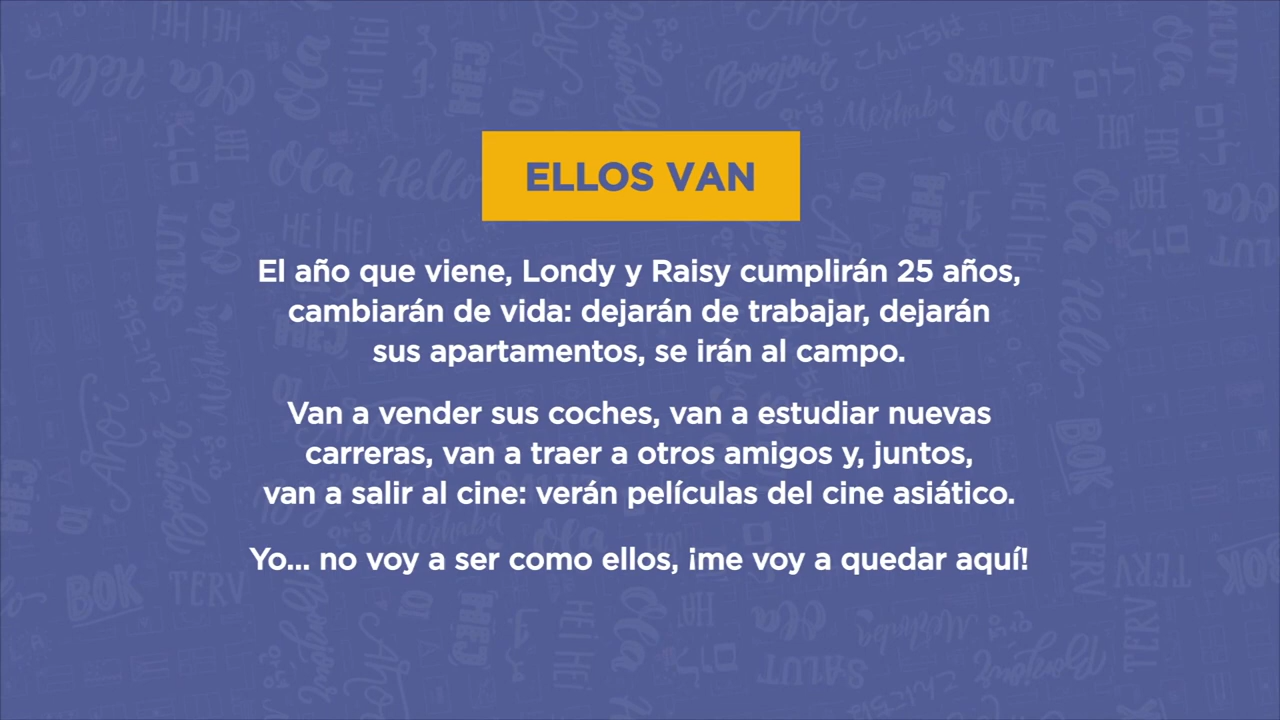 ELLOS VAN
El año que viene, Londy y Raisy cumplirán 25 años,
cambiarán de vida: dejarán de trabajar, dejarán
sus apartamentos, se irán al campo.
Van a vender sus coches, van a estudiar nuevas
carreras, van a traer a otros amigos y, juntos,
van a salir al cine: verán películas del cine asiático.
Yo... no voy a ser como ellos, ¡me voy a quedar aquí!